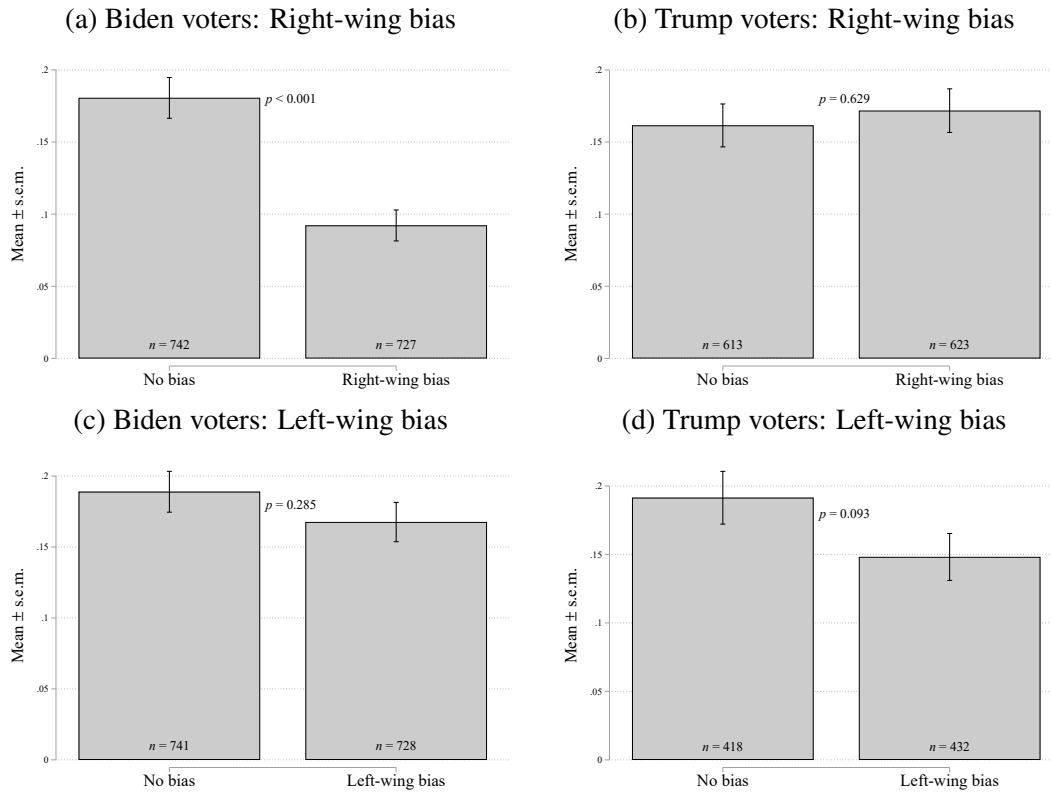 (a) Biden voters: Right-wing bias
Mean ± s.e.m.
.2
.15
.1
.05
0
p < 0.001
n = 742
n = 727
No bias
Right-wing bias
(b) Trump voters: Right-wing bias
Mean ± s.e.m.
.2
.15
.1
.05
0
p = 0.629
n = 613
n = 623
No bias
Right-wing bias
(c) Biden voters: Left-wing bias
Mean ± s.e.m.
.2
.15
.1
.05
0
p = 0.285
n = 741
n = 728
No bias
Left-wing bias
(d) Trump voters: Left-wing bias
Mean ± s.e.m.
.2
.15
.1
.05
0
p = 0.093
n = 418
n = 432
No bias
Left-wing bias